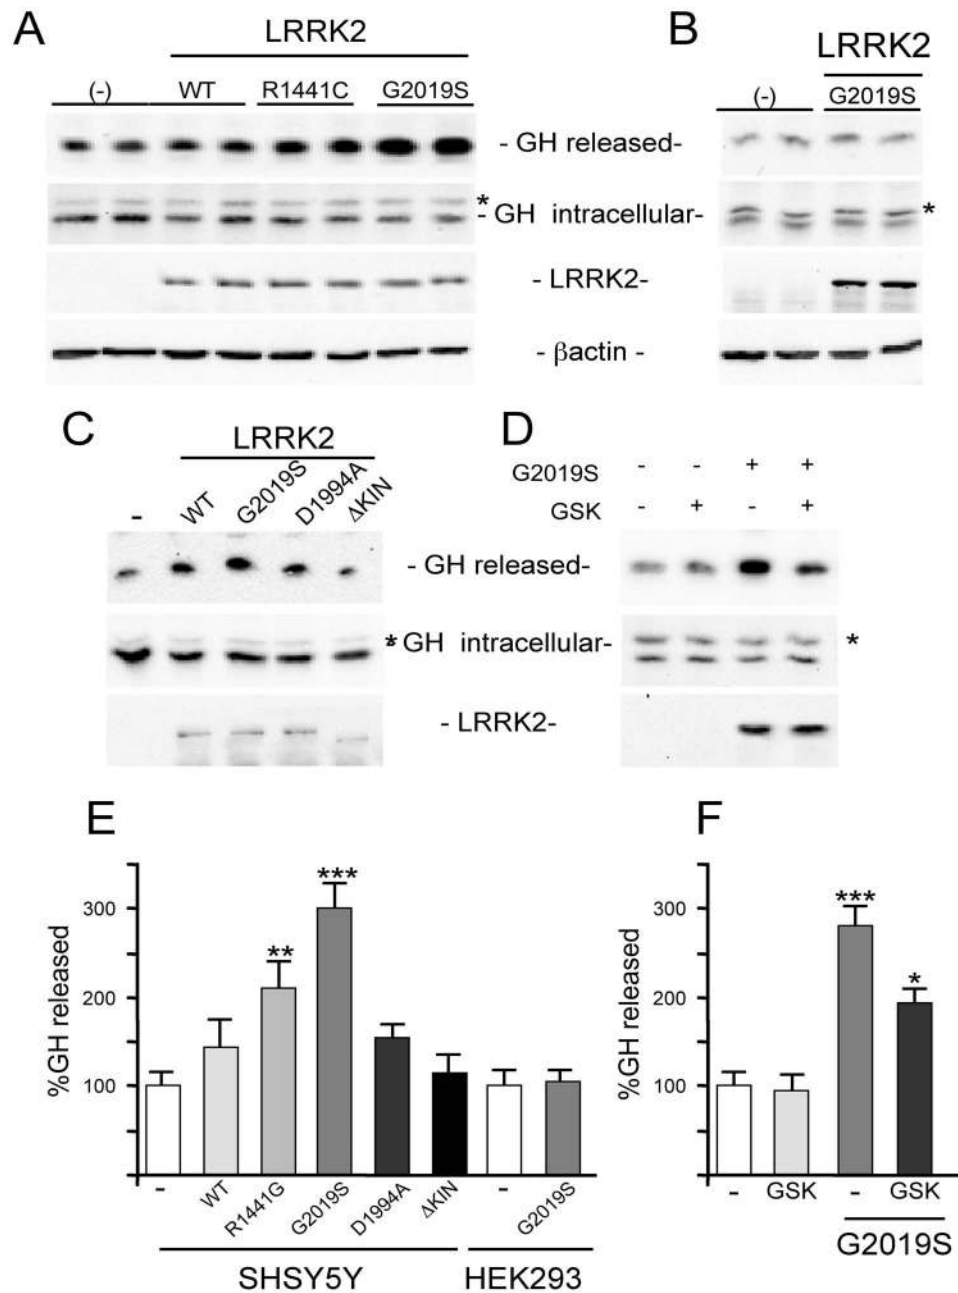 A
LRRK2
(-) WT R1441C G2019S
B
LRRK2
(-) G2019S
- GH released-
*
- GH intracellular-
*
- LRRK2-
- βactin -
C
LRRK2
- WT G2019S D1994A ΔKIN
D
G2019S - - + +
GSK - + - +
- GH released-
*
- GH intracellular-
*
- LRRK2-
E
%GH released
300
200
100
** ***
- WT R1441G G2019S D1994A ΔKIN - G2019S
SHSY5Y HEK293
F
%GH released
300
200
100
*** *
- GSK - GSK
G2019S